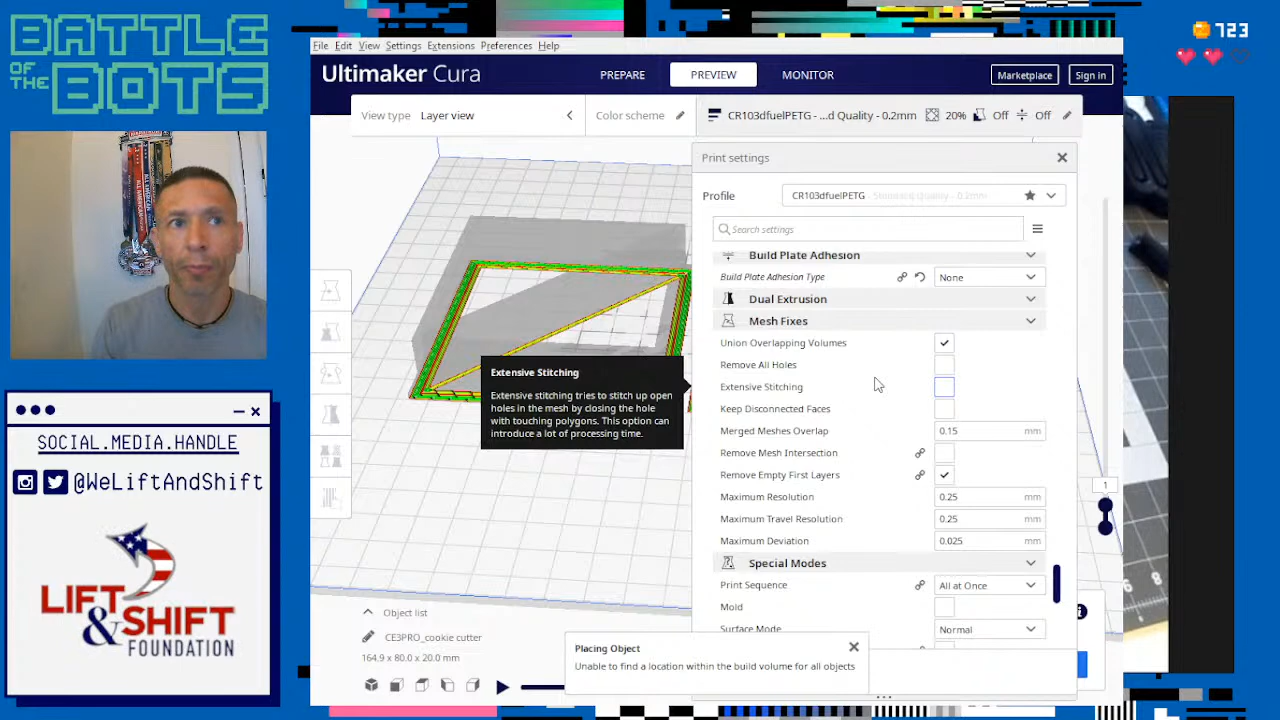 BATTLE
OF THE
BOTS
723
File Edit View Settings Extensions Preferences Help
Ultimaker Cura
PREPARE
PREVIEW
MONITOR
Marketplace
Sign in
View type Layer view
Color scheme
CR103dfuelPETG - ...d Quality - 0.2mm
20%
Off
Off
Print settings
Profile
CR103dfuelPETG - Standard Quality - 0.2mm
Search settings
Build Plate Adhesion
Build Plate Adhesion Type
None
Dual Extrusion
Mesh Fixes
Union Overlapping Volumes
Remove All Holes
Extensive Stitching
Keep Disconnected Faces
Merged Meshes Overlap
0.15 mm
Remove Mesh Intersection
Remove Empty First Layers
Maximum Resolution
0.25 mm
Maximum Travel Resolution
0.25 mm
Maximum Deviation
0.025 mm
Special Modes
Print Sequence
All at Once
Mold
Surface Mode
Normal
Extensive Stitching
Extensive stitching tries to stitch up open
holes in the mesh by closing the hole
with touching polygons. This option can
introduce a lot of processing time.
1
Object list
CE3PRO_cookie cutter
164.9 x 80.0 x 20.0 mm
Placing Object
Unable to find a location within the build volume for all objects
SOCIAL.MEDIA.HANDLE
@WeLiftAndShift
LIFT
& SHIFT
FOUNDATION